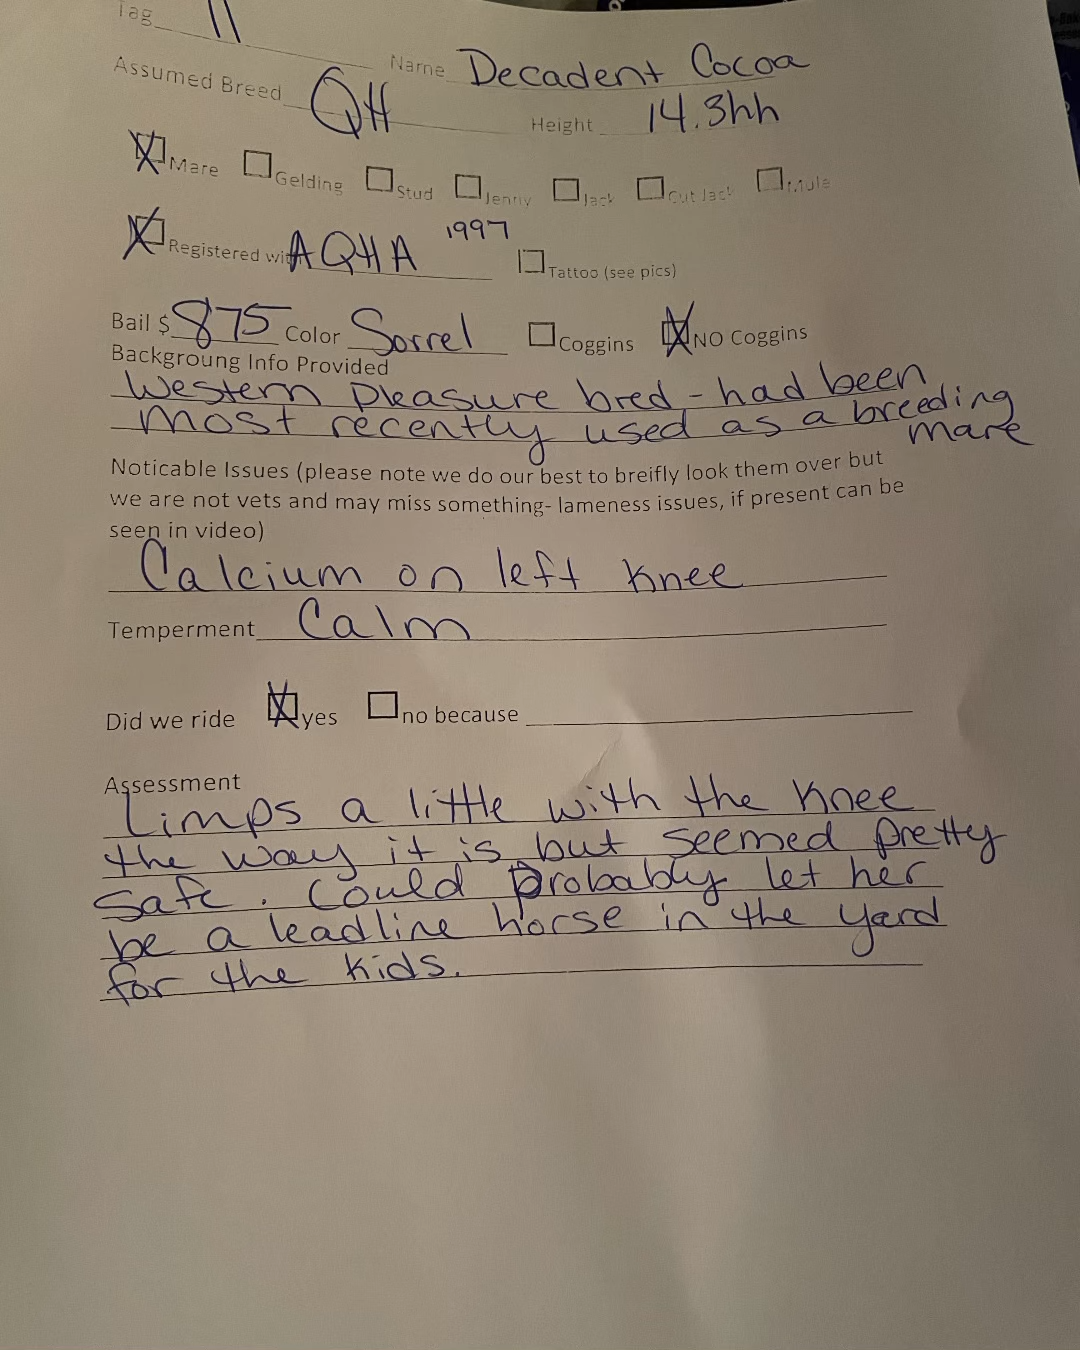 Tag 11
Name Decadent Cocoa
Assumed Breed QH
Height 14.3hh
Mare Gelding Stud Jenny Jack Cut Jack Mule
Registered with AQHA 1997 Tattoo (see pics)
Bail $ 875 Color Sorrel Coggins NO Coggins
Backgroung Info Provided
Western Pleasure bred - had been
most recently used as a breeding
mare
Noticable Issues (please note we do our best to breifly look them over but
we are not vets and may miss something- lameness issues, if present can be
seen in video)
Calcium on left knee
Temperment Calm
Did we ride yes no because
Assessment
Limps a little with the knee
the way it is but seemed pretty
safe. Could probably let her
be a leadline horse in the yard
for the kids.